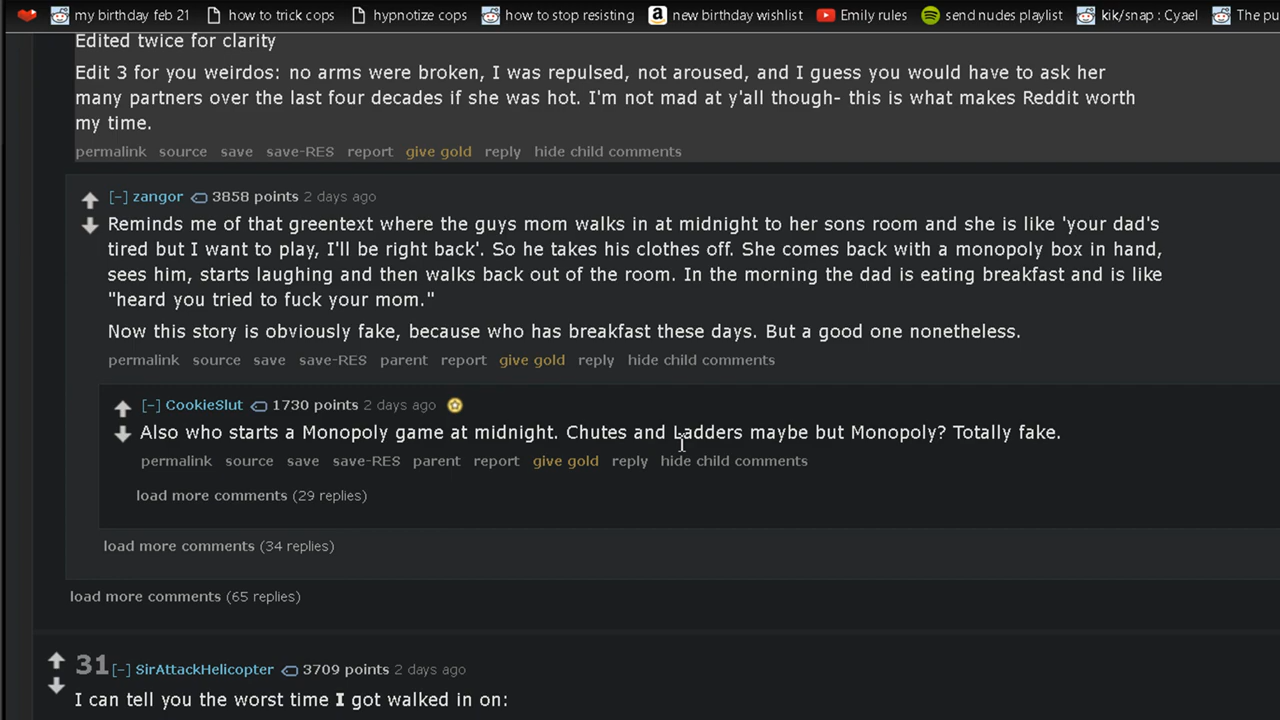 my birthday feb 21 how to trick cops hypnotize cops how to stop resisting new birthday wishlist Emily rules send nudes playlist kik/snap : Cyael The pu
Edited twice for clarity
Edit 3 for you weirdos: no arms were broken, I was repulsed, not aroused, and I guess you would have to ask her
many partners over the last four decades if she was hot. I'm not mad at y'all though- this is what makes Reddit worth
my time.
permalink source save save-RES report give gold reply hide child comments
[-] zangor 3858 points 2 days ago
Reminds me of that greentext where the guys mom walks in at midnight to her sons room and she is like 'your dad's
tired but I want to play, I'll be right back'. So he takes his clothes off. She comes back with a monopoly box in hand,
sees him, starts laughing and then walks back out of the room. In the morning the dad is eating breakfast and is like
"heard you tried to fuck your mom."
Now this story is obviously fake, because who has breakfast these days. But a good one nonetheless.
permalink source save save-RES parent report give gold reply hide child comments
[-] CookieSlut 1730 points 2 days ago
Also who starts a Monopoly game at midnight. Chutes and Ladders maybe but Monopoly? Totally fake.
permalink source save save-RES parent report give gold reply hide child comments
load more comments (29 replies)
load more comments (34 replies)
load more comments (65 replies)
31 [-] SirAttackHelicopter 3709 points 2 days ago
I can tell you the worst time I got walked in on: